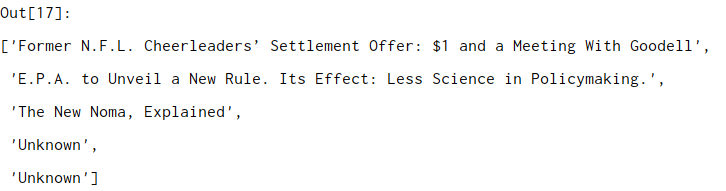 Out[17]:
['Former N.F.L. Cheerleaders’ Settlement Offer: $1 and a Meeting With Goodell',
'E.P.A. to Unveil a New Rule. Its Effect: Less Science in Policymaking.',
'The New Noma, Explained',
'Unknown',
'Unknown']